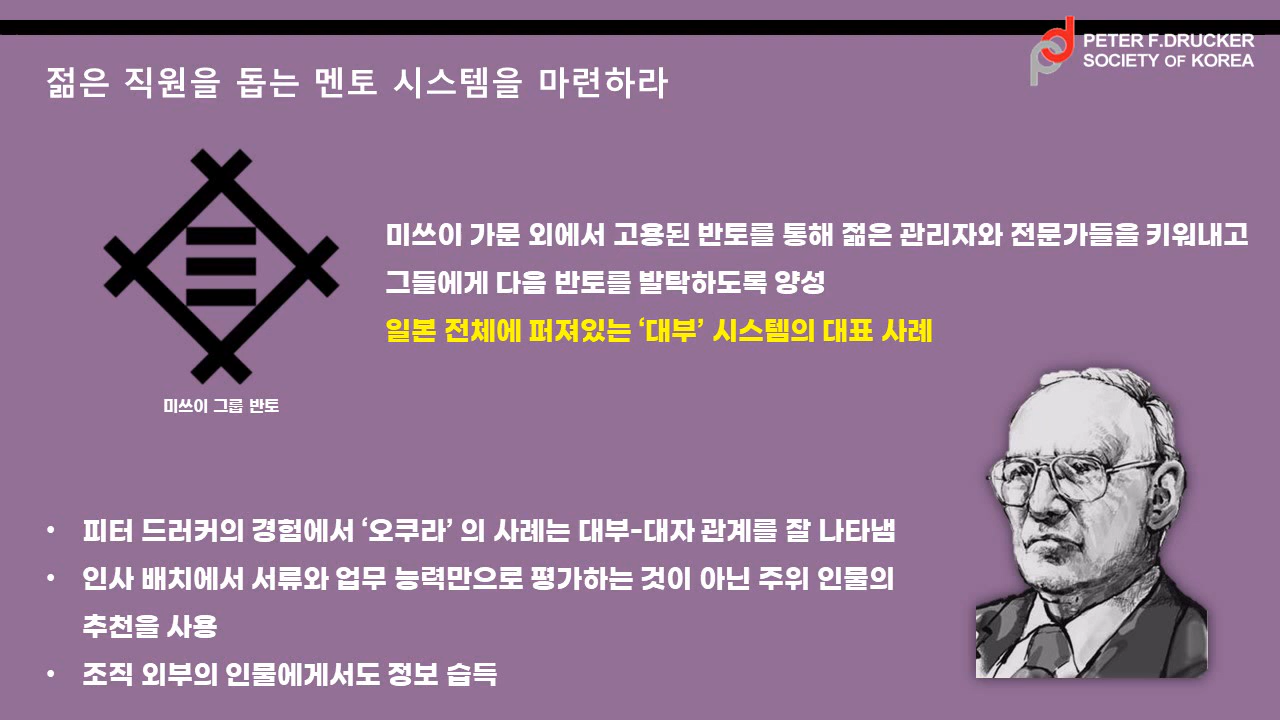 PETER F.DRUCKER
SOCIETY OF KOREA
젊은 직원을 돕는 멘토 시스템을 마련하라
미쓰이 가문 외에서 고용된 반토를 통해 젊은 관리자와 전문가들을 키워내고
그들에게 다음 반토를 발탁하도록 양성
일본 전체에 퍼져있는 ‘대부’ 시스템의 대표 사례
미쓰이 그룹 반토
• 피터 드러커의 경험에서 ‘오쿠라’ 의 사례는 대부-대자 관계를 잘 나타냄
• 인사 배치에서 서류와 업무 능력만으로 평가하는 것이 아닌 주위 인물의
추천을 사용
• 조직 외부의 인물에게서도 정보 습득